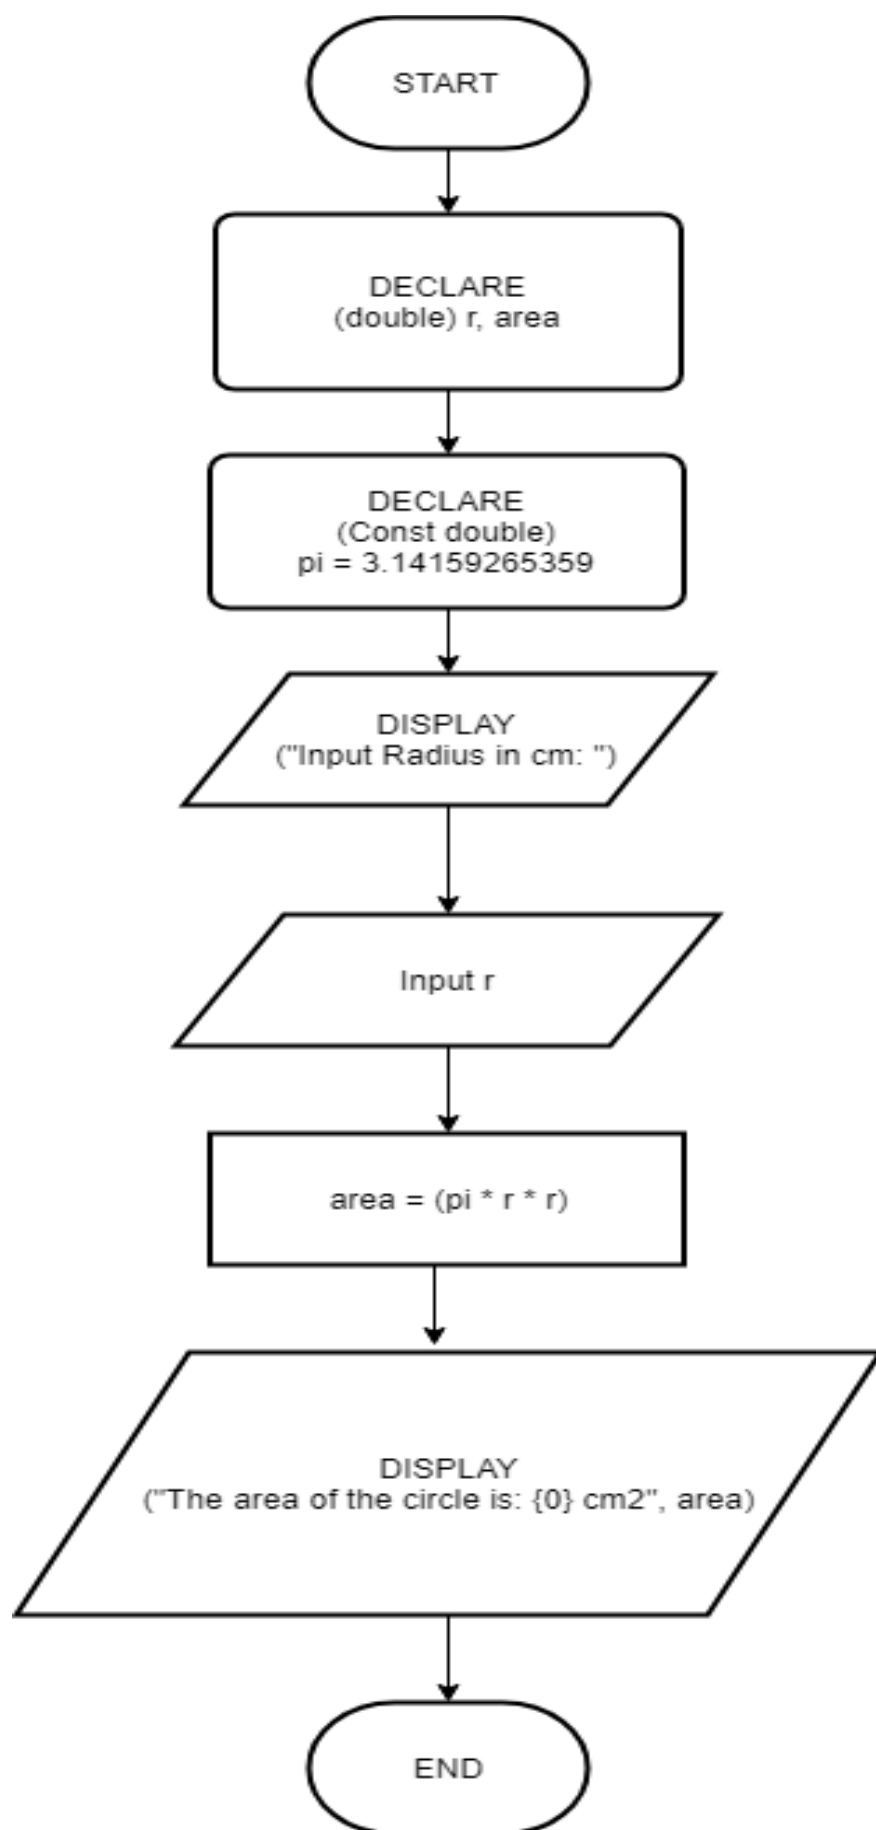 START
DECLARE
(double) r, area
DECLARE
(Const double)
pi = 3.14159265359
DISPLAY
("Input Radius in cm: ")
Input r
area = (pi * r * r)
DISPLAY
("The area of the circle is: {0} cm2", area)
END